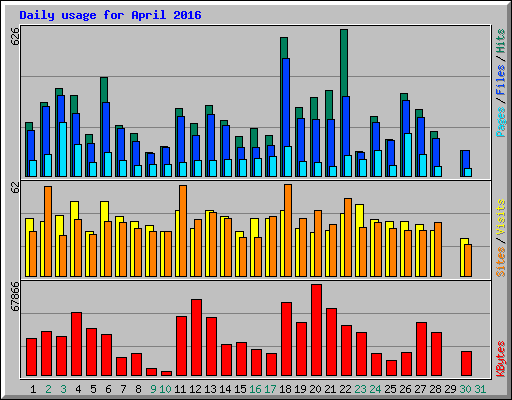 Daily usage for April 2016
626
Pages/Files/Hits
62
Sites/Visits
67866
KBytes
1 2 3 4 5 6 7 8 9 10 11 12 13 14 15 16 17 18 19 20 21 22 23 24 25 26 27 28 29 30 31